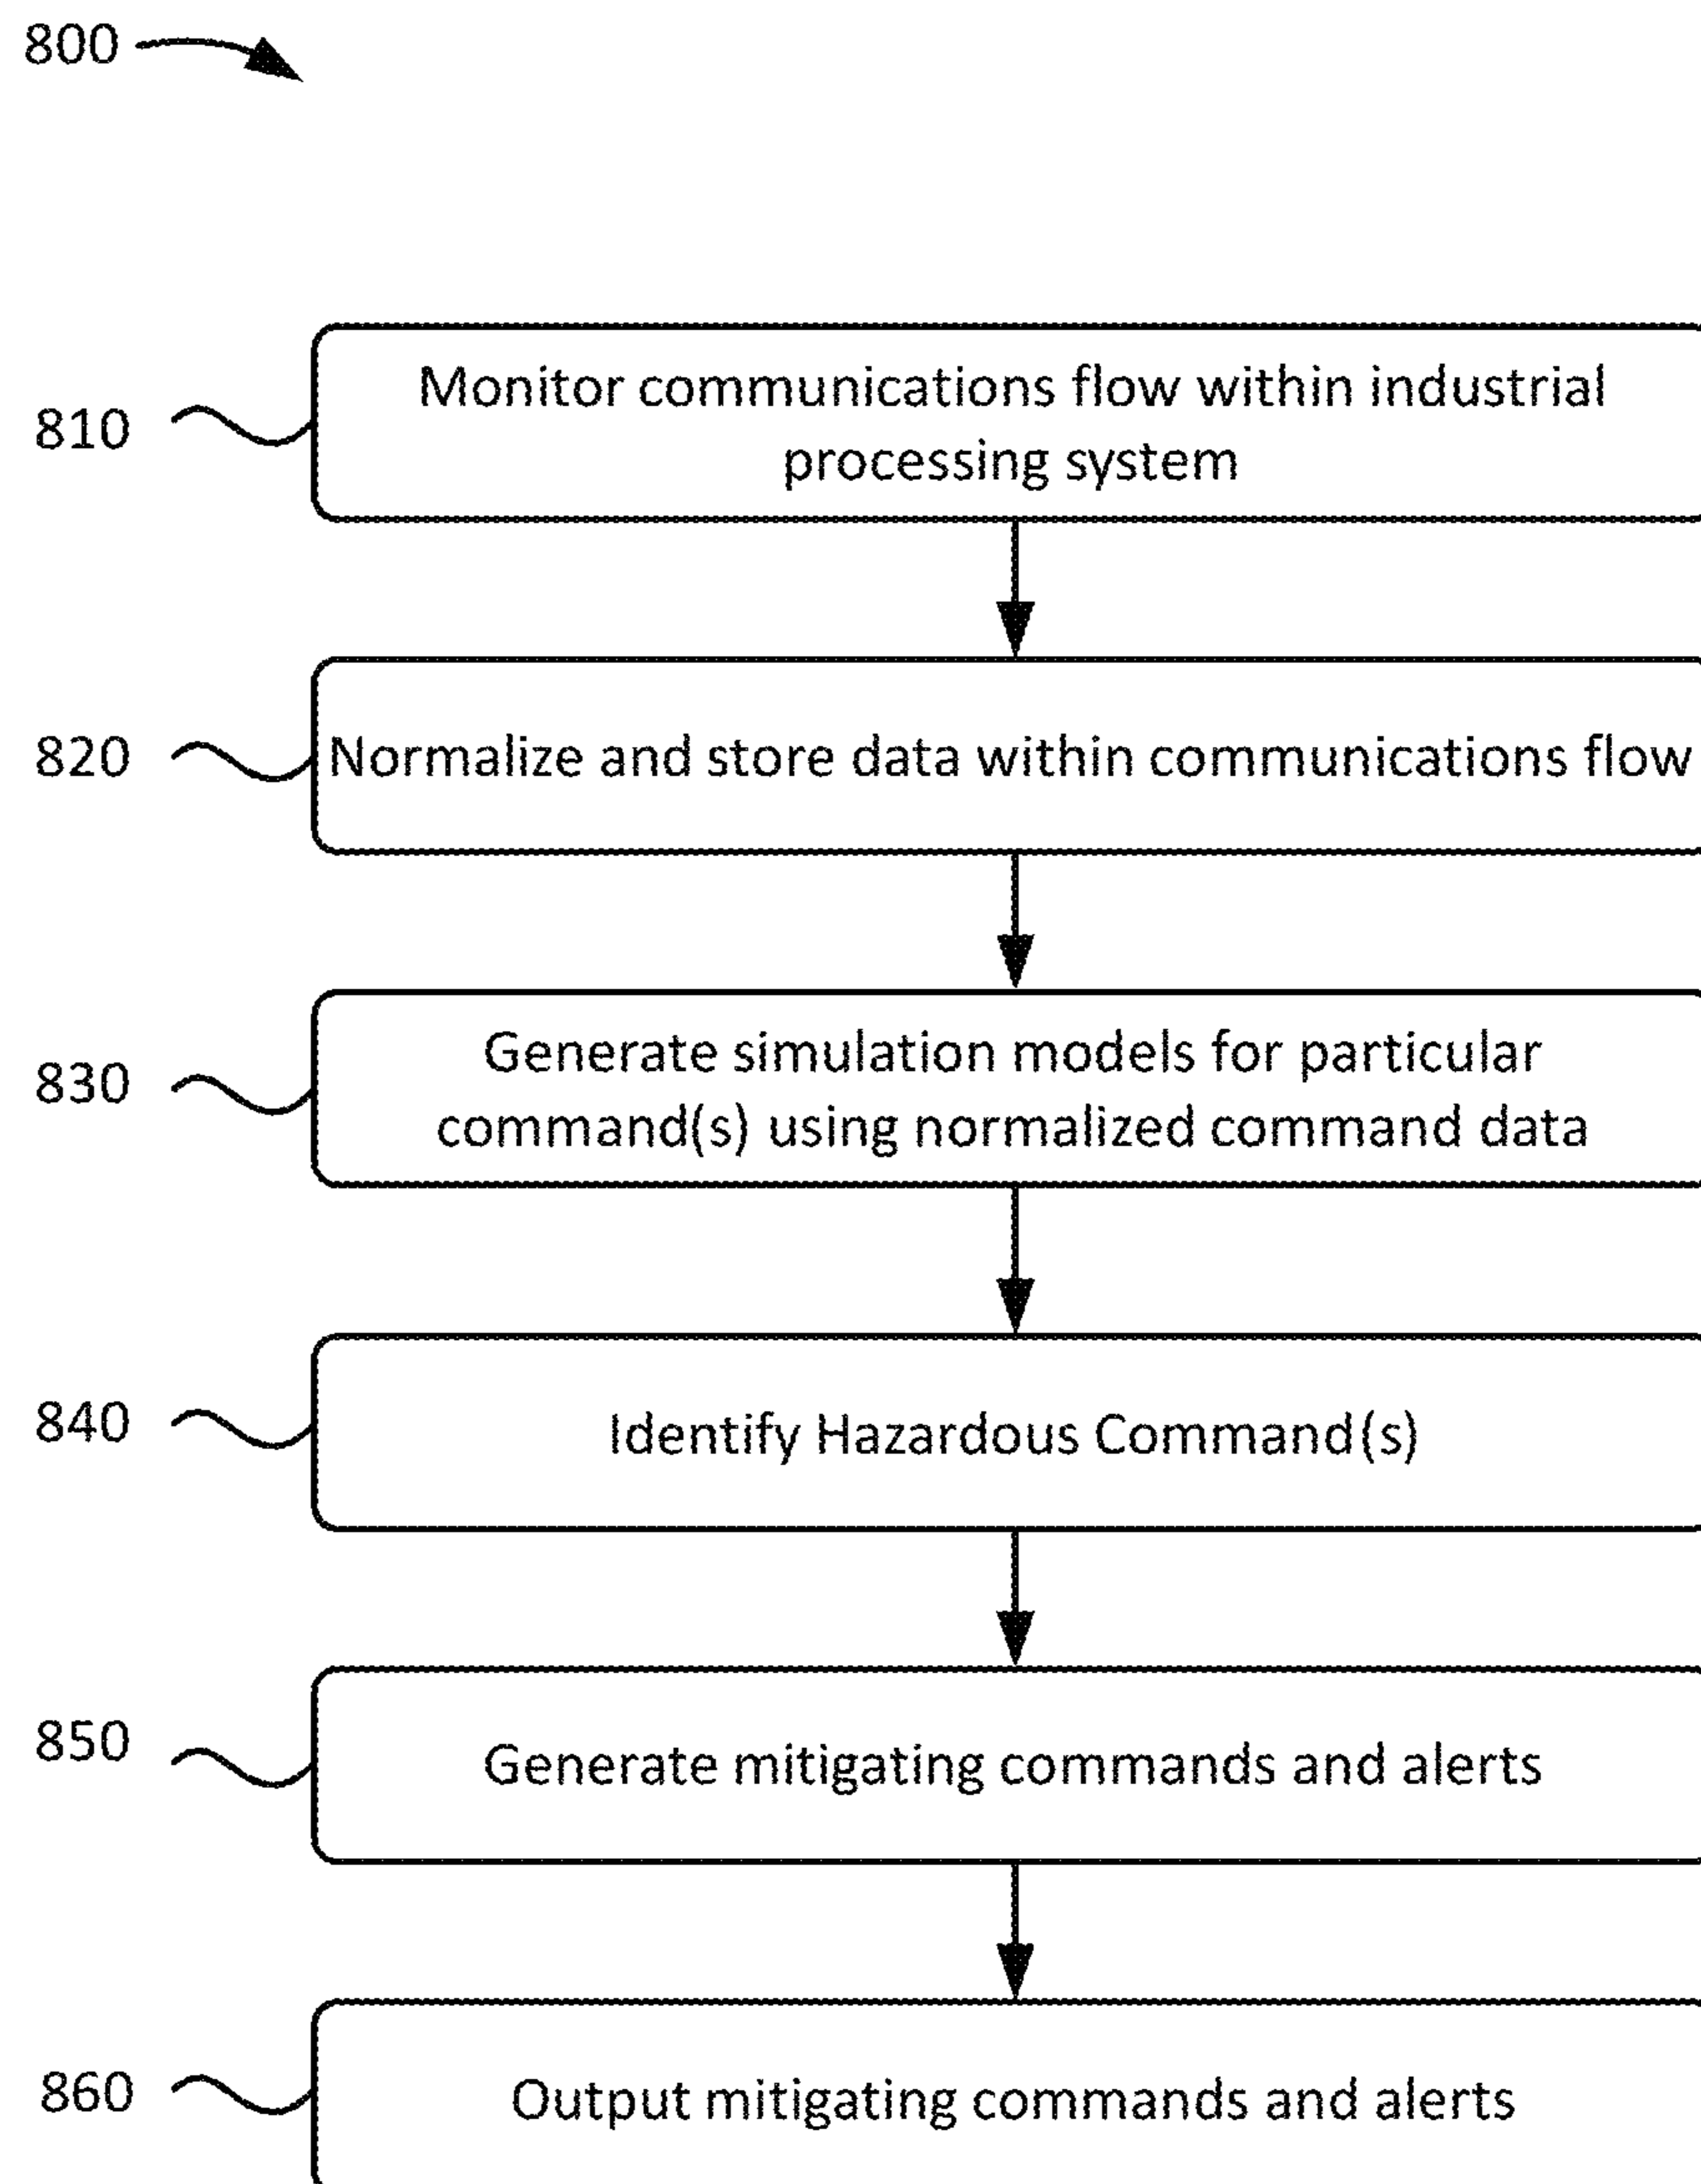 800
810
Monitor communications flow within industrial
processing system
820
Normalize and store data within communications flow
830
Generate simulation models for particular
command(s) using normalized command data
840
Identify Hazardous Command(s)
850
Generate mitigating commands and alerts
860
Output mitigating commands and alerts